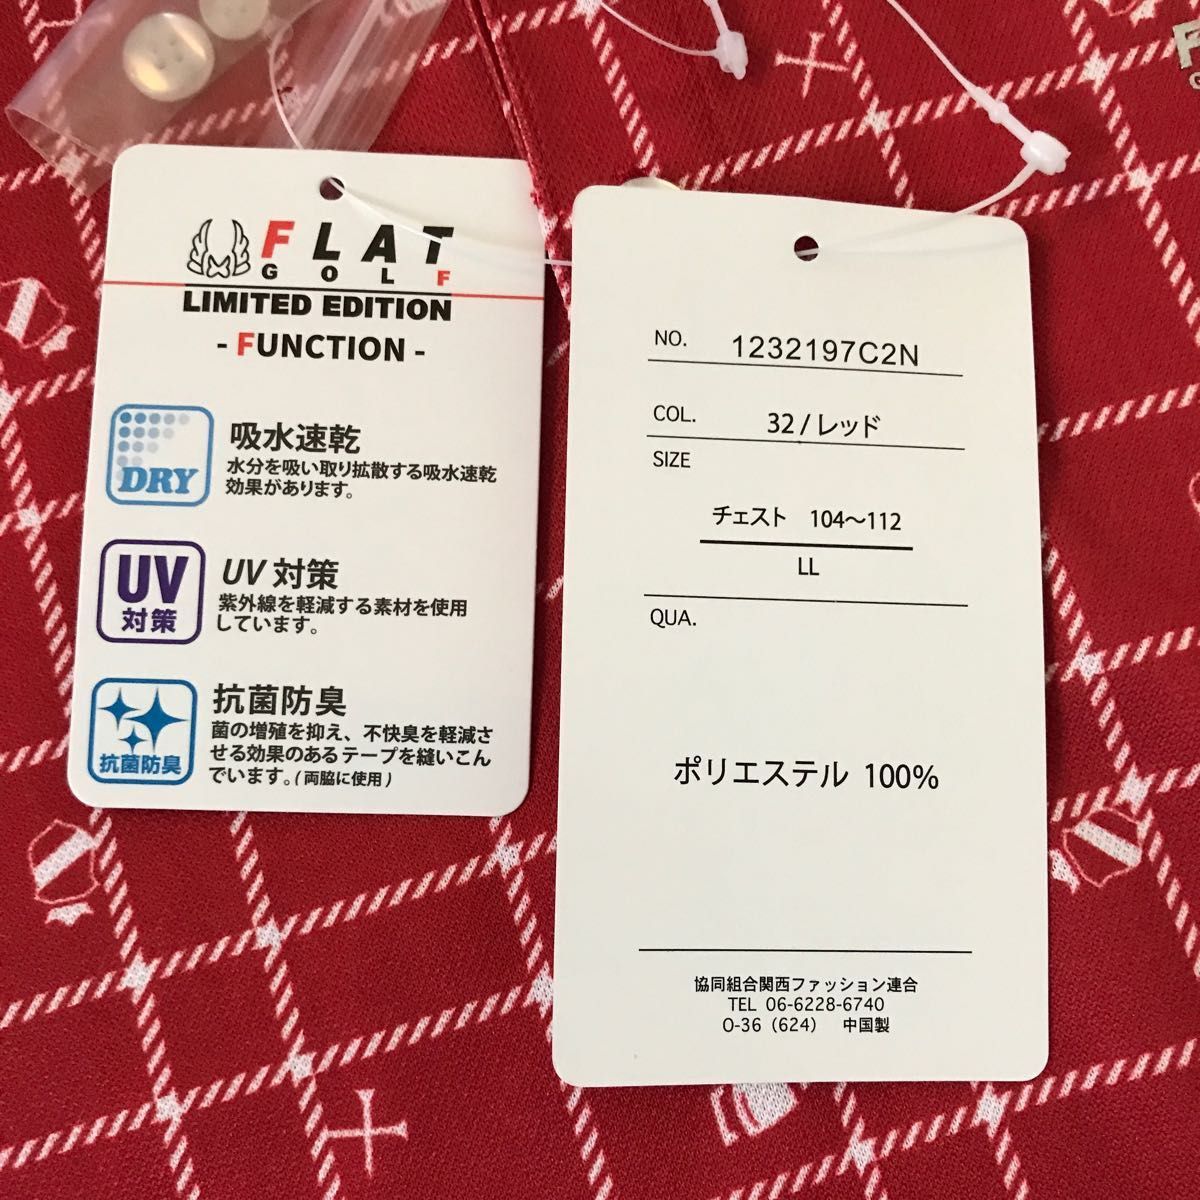 FLAT
GOLF
LIMITED EDITION
- FUNCTION -
DRY
吸水速乾
水分を吸い取り拡散する吸水速乾
効果があります。
UV
対策
UV 対策
紫外線を軽減する素材を使用
しています。
抗菌防臭
抗菌防臭
菌の増殖を抑え、不快臭を軽減さ
せる効果のあるテープを縫いこん
でいます。(両脇に使用)
NO. 1232197C2N
COL. 32/レッド
SIZE
チェスト 104～112
LL
QUA.
ポリエステル 100%
協同組合関西ファッション連合
TEL 06-6228-6740
O-36（624） 中国製